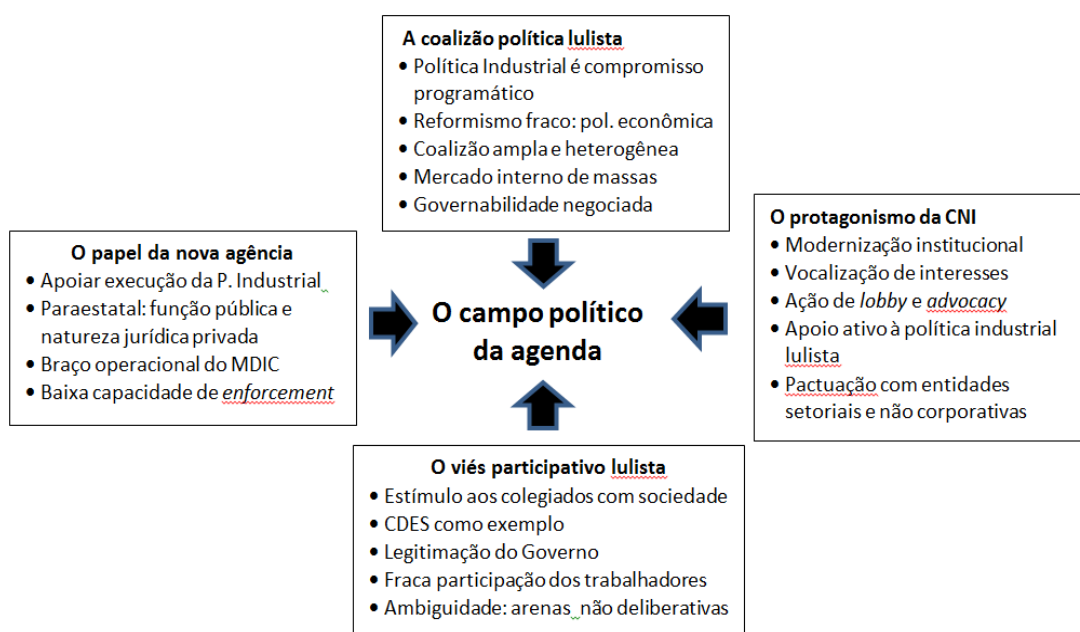 A coalizão política lulista
• Política Industrial é compromisso
programático
• Reformismo fraco: pol. econômica
• Coalizão ampla e heterogênea
• Mercado interno de massas
• Governabilidade negociada
O papel da nova agência
• Apoiar execução da P. Industrial
• Paraestatal: função pública e
natureza jurídica privada
• Braço operacional do MDIC
• Baixa capacidade de enforcement
O campo político
da agenda
O protagonismo da CNI
• Modernização institucional
• Vocalização de interesses
• Ação de lobby e advocacy
• Apoio ativo à política industrial
lulista
• Pactuação com entidades
setoriais e não corporativas
O viés participativo lulista
• Estímulo aos colegiados com sociedade
• CDES como exemplo
• Legitimação do Governo
• Fraca participação dos trabalhadores
• Ambiguidade: arenas não deliberativas